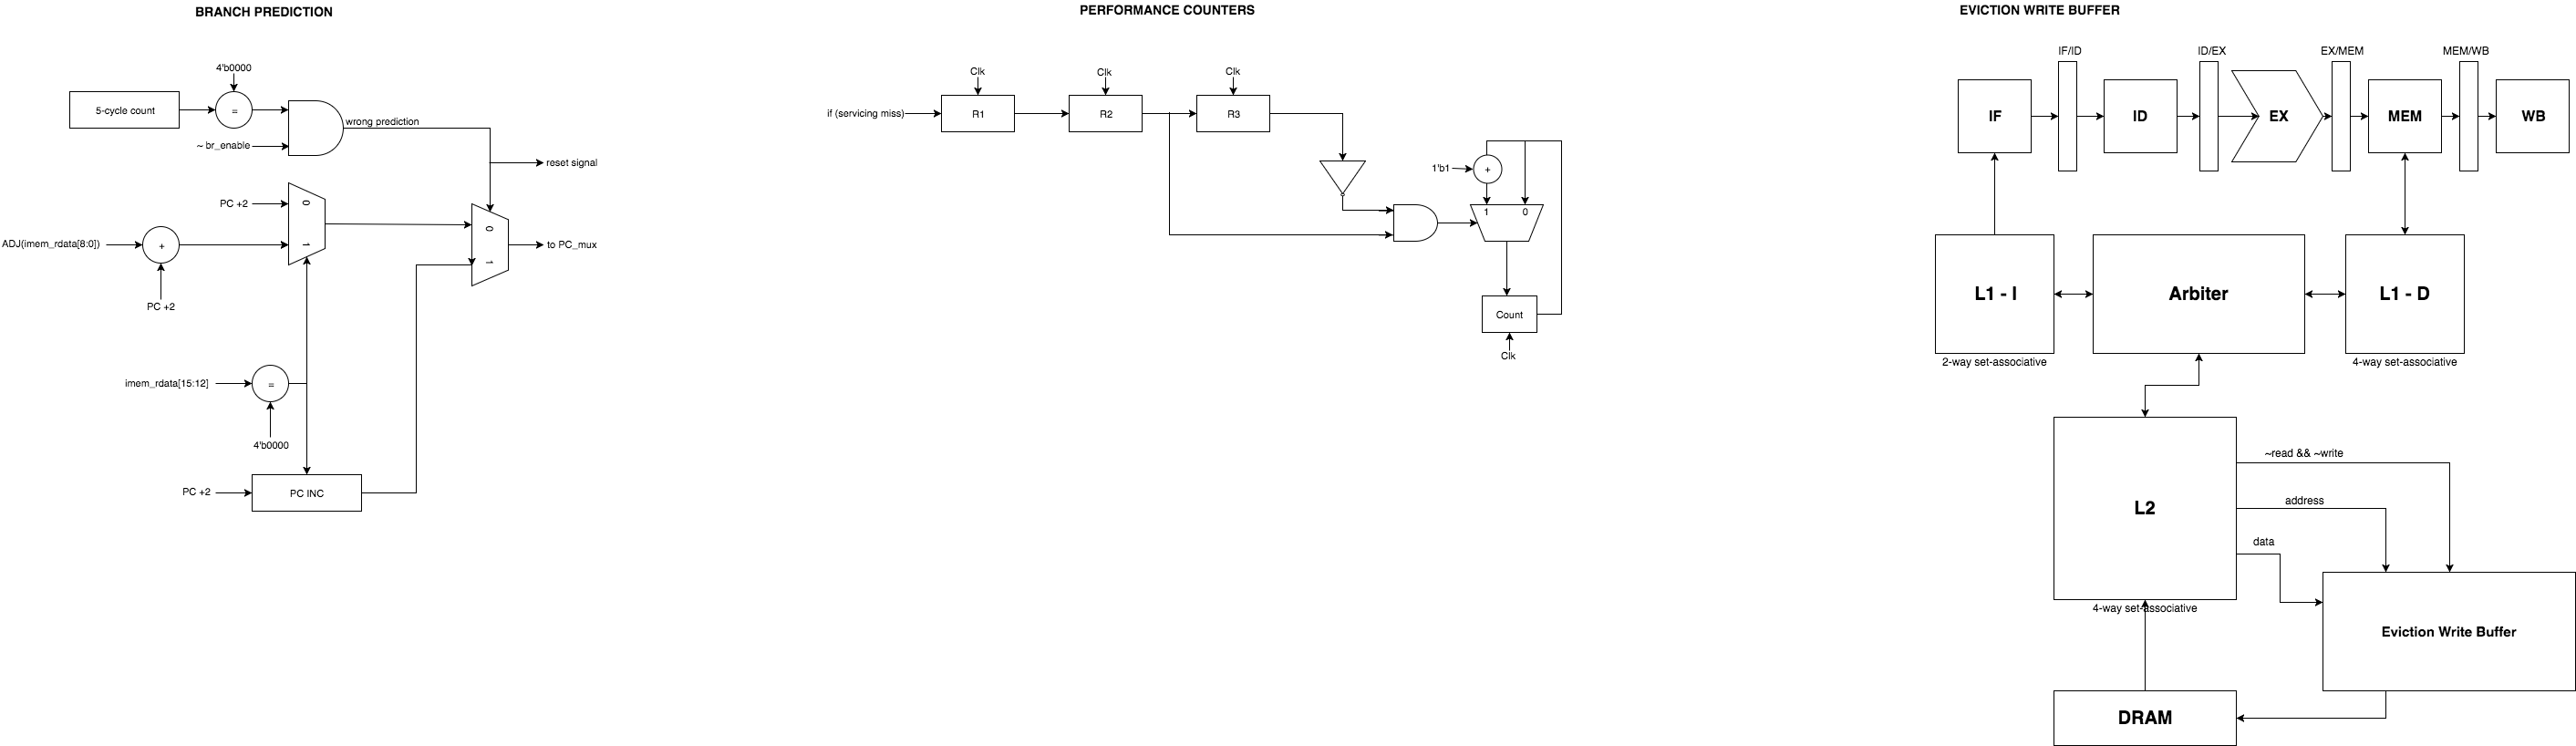 BRANCH PREDICTION
4'b0000
5-cycle count
=
wrong prediction
~ br_enable
reset signal
PC +2
0
1
0
1
ADJ(imem_rdata[8:0])
+
to PC_mux
PC +2
imem_rdata[15:12]
=
4'b0000
PC +2
PC INC
PERFORMANCE COUNTERS
Clk
Clk
Clk
if (servicing miss)
R1
R2
R3
1'b1
+
1
0
Count
Clk
EVICTION WRITE BUFFER
IF/ID
ID/EX
EX/MEM
MEM/WB
IF
ID
EX
MEM
WB
L1 - I
Arbiter
L1 - D
2-way set-associative
4-way set-associative
L2
~read && ~write
address
data
4-way set-associative
Eviction Write Buffer
DRAM